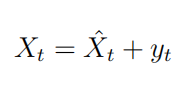 $X_t = \hat{X}_t + y_t$